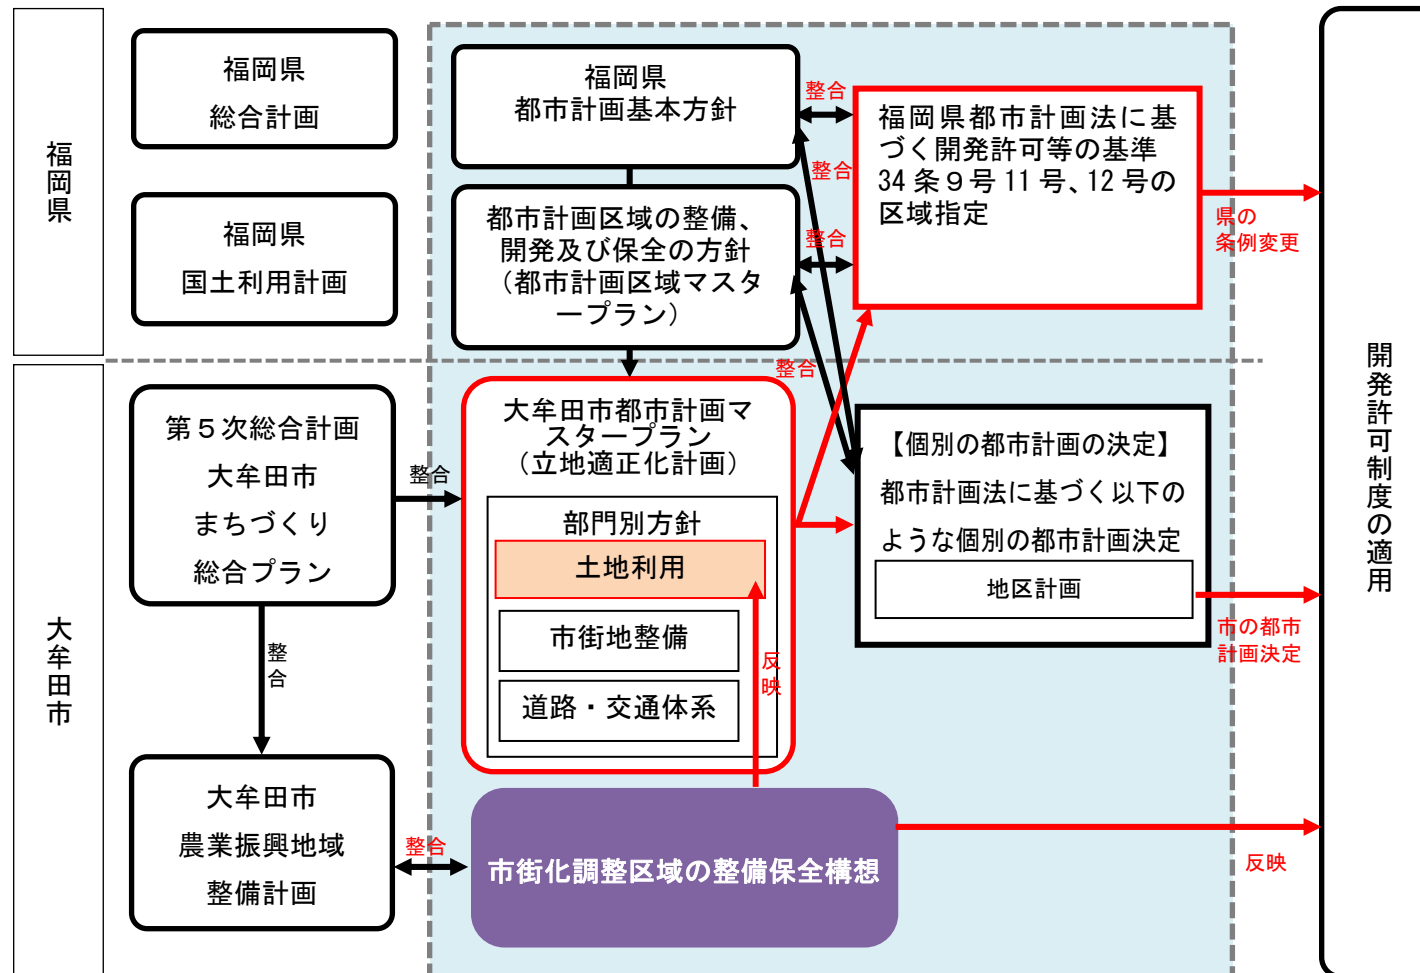 福岡県
福岡県
総合計画
福岡県
国土利用計画
福岡県
都市計画基本方針
都市計画区域の整備、
開発及び保全の方針
（都市計画区域マスタ
ープラン）
整合
整合
整合
整合
福岡県都市計画法に基
づく開発許可等の基準
34条９号11号、12号の
区域指定
県の
条例変更
大牟田市
第５次総合計画
大牟田市
まちづくり
総合プラン
整合
整合
大牟田市
農業振興地域
整備計画
整合
大牟田市都市計画マ
スタープラン
（立地適正化計画）
部門別方針
土地利用
市街地整備
道路・交通体系
反映
市街化調整区域の整備保全構想
【個別の都市計画の決定】
都市計画法に基づく以下の
ような個別の都市計画決定
地区計画
市の都市
計画決定
反映
開発許可制度の適用